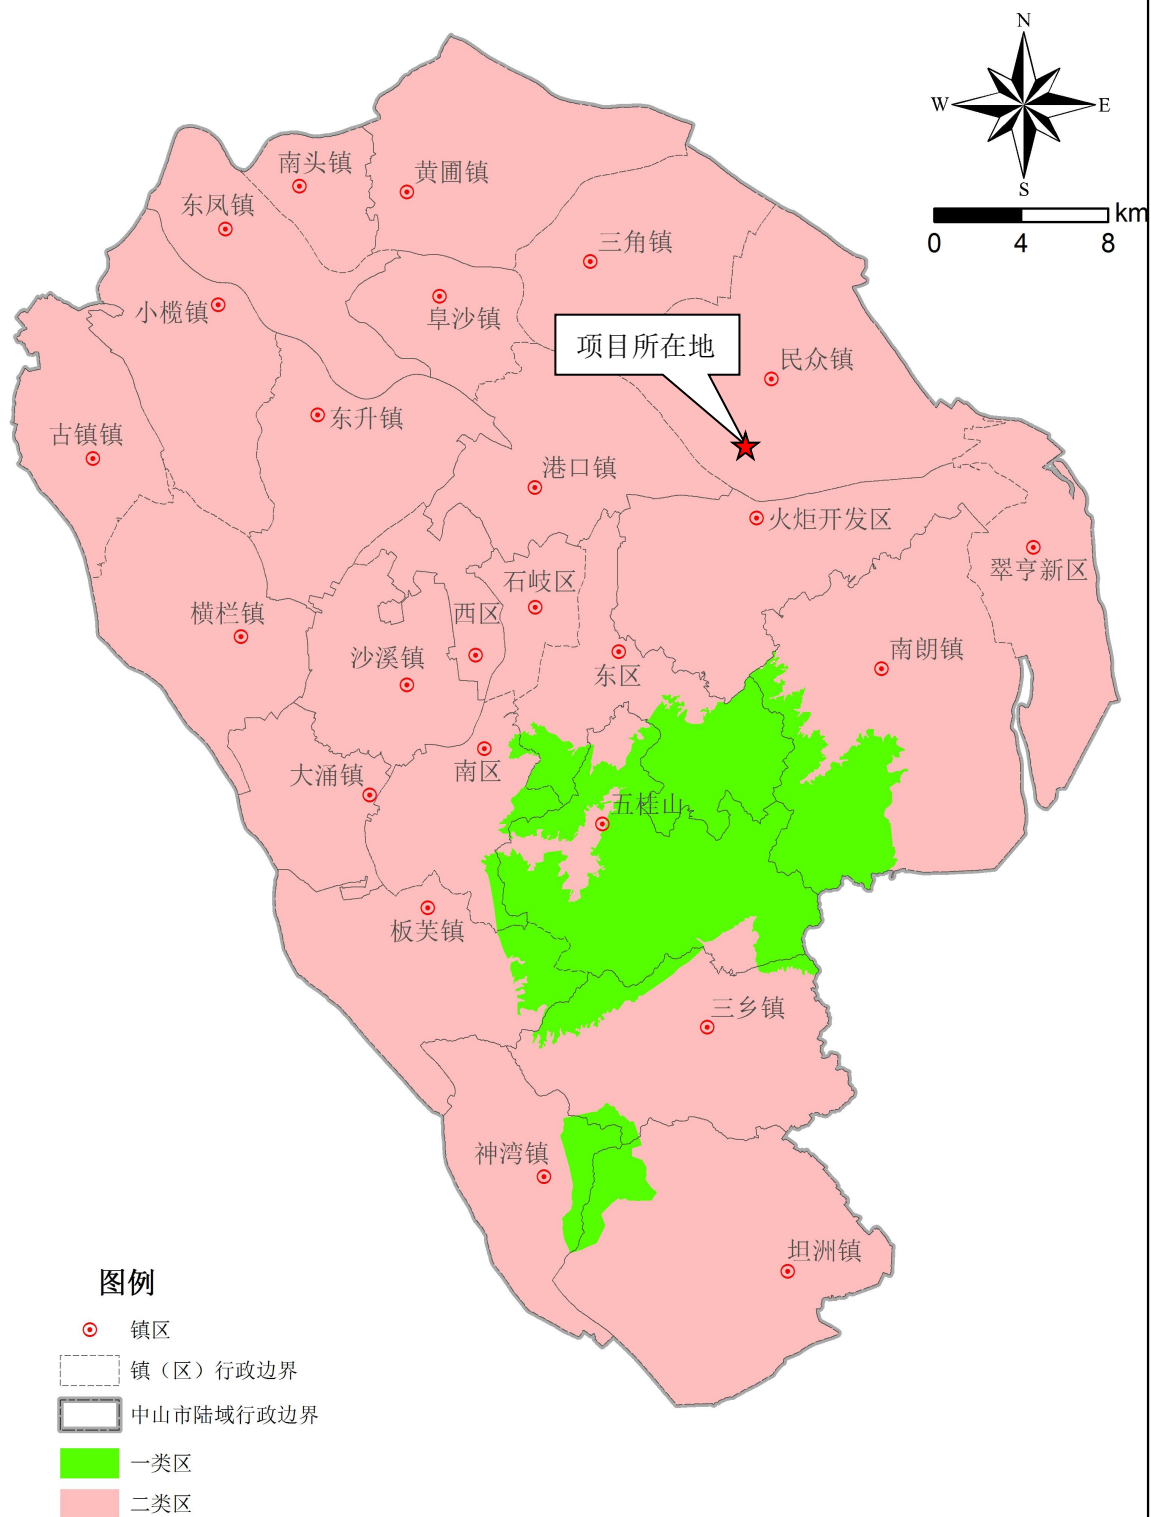 N
W
E
S
km
0
4
8
南头镇
黄圃镇
东凤镇
三角镇
小榄镇
阜沙镇
项目所在地
民众镇
东升镇
古镇镇
港口镇
火炬开发区
翠亨新区
石岐区
横栏镇
西区
沙溪镇
东区
南朗镇
南区
大涌镇
五桂山
板芙镇
三乡镇
神湾镇
坦洲镇
图例
镇区
镇（区）行政边界
中山市陆域行政边界
一类区
二类区